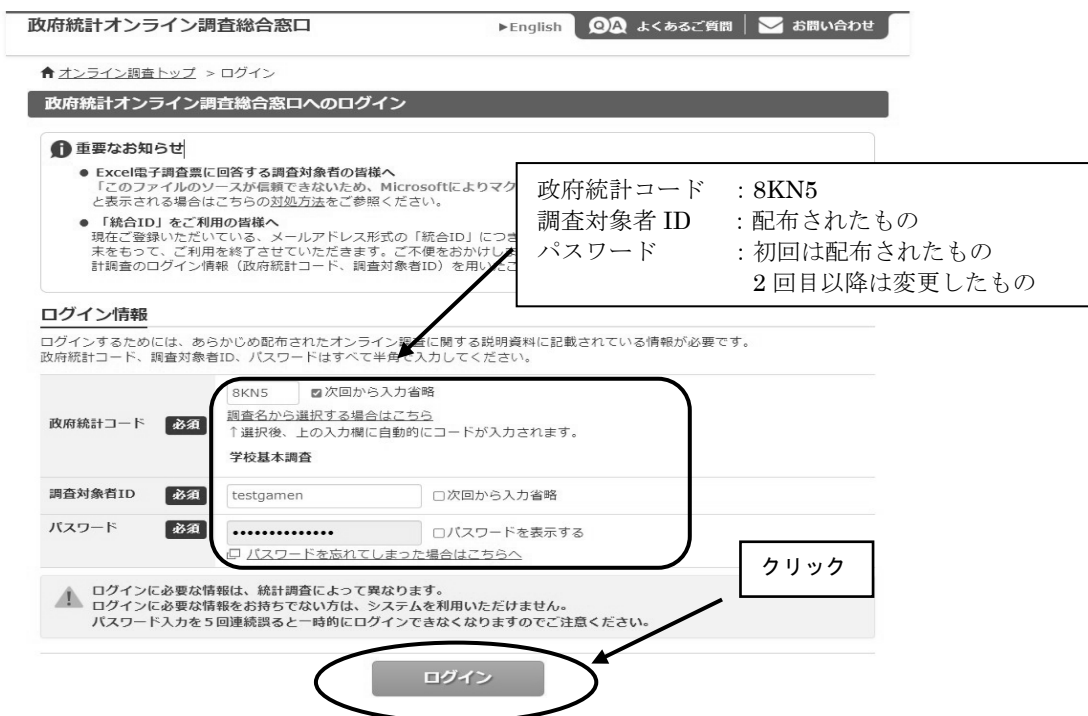 政府統計オンライン調査総合窓口
▶English
QA よくあるご質問
お問い合わせ
オンライン調査トップ > ログイン
政府統計オンライン調査総合窓口へのログイン
重要なお知らせ
● Excel電子調査票に回答する調査対象者の皆様へ
「このファイルのソースが信頼できないため、Microsoftによりマク
と表示される場合はこちらの対処方法をご参照ください。
● 「統合ID」をご利用の皆様へ
現在ご登録いただいている、メールアドレス形式の「統合ID」につき
末をもって、ご利用を終了させていただきます。ご不便をおかけしま
計調査のログイン情報（政府統計コード、調査対象者ID）を用いてご
政府統計コード ：8KN5
調査対象者 ID ：配布されたもの
パスワード ：初回は配布されたもの
2 回目以降は変更したもの
ログイン情報
ログインするためには、あらかじめ配布されたオンライン調査に関する説明資料に記載されている情報が必要です。
政府統計コード、調査対象者ID、パスワードはすべて半角で入力してください。
政府統計コード 必須
8KN5 次回から入力省略
調査名から選択する場合はこちら
↑選択後、上の入力欄に自動的にコードが入力されます。
学校基本調査
調査対象者ID 必須 testgamen 次回から入力省略
パスワード 必須 •••••••••••••• パスワードを表示する
パスワードを忘れてしまった場合はこちらへ
クリック
ログインに必要な情報は、統計調査によって異なります。
ログインに必要な情報をお持ちでない方は、システムを利用いただけません。
パスワード入力を５回連続誤ると一時的にログインできなくなりますのでご注意ください。
ログイン